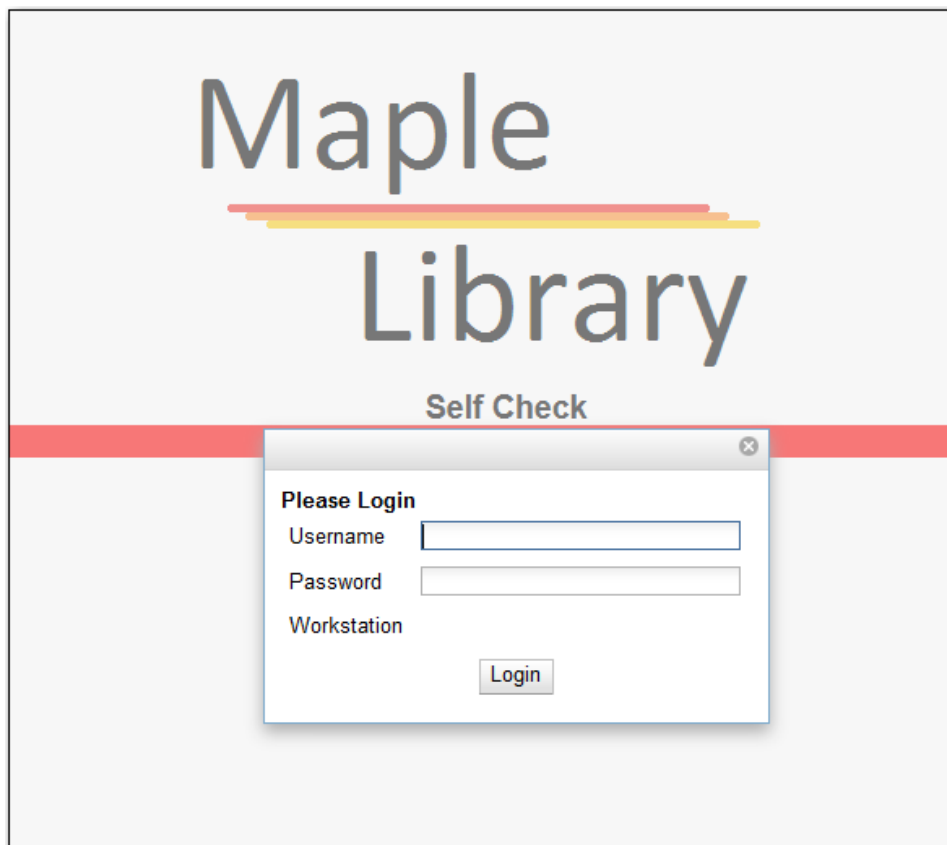 Maple
Library
Self Check
Please Login
Username
Password
Workstation
Login